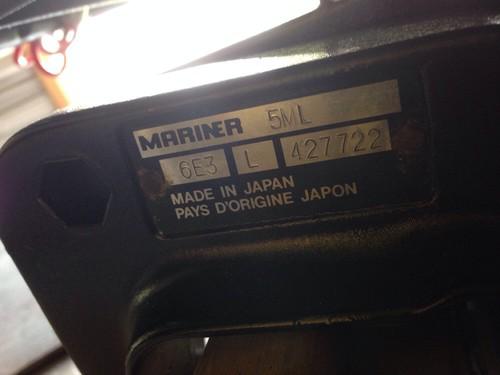 MARINER 5ML
6E3 L 427722
MADE IN JAPAN
PAYS D'ORIGINE JAPON